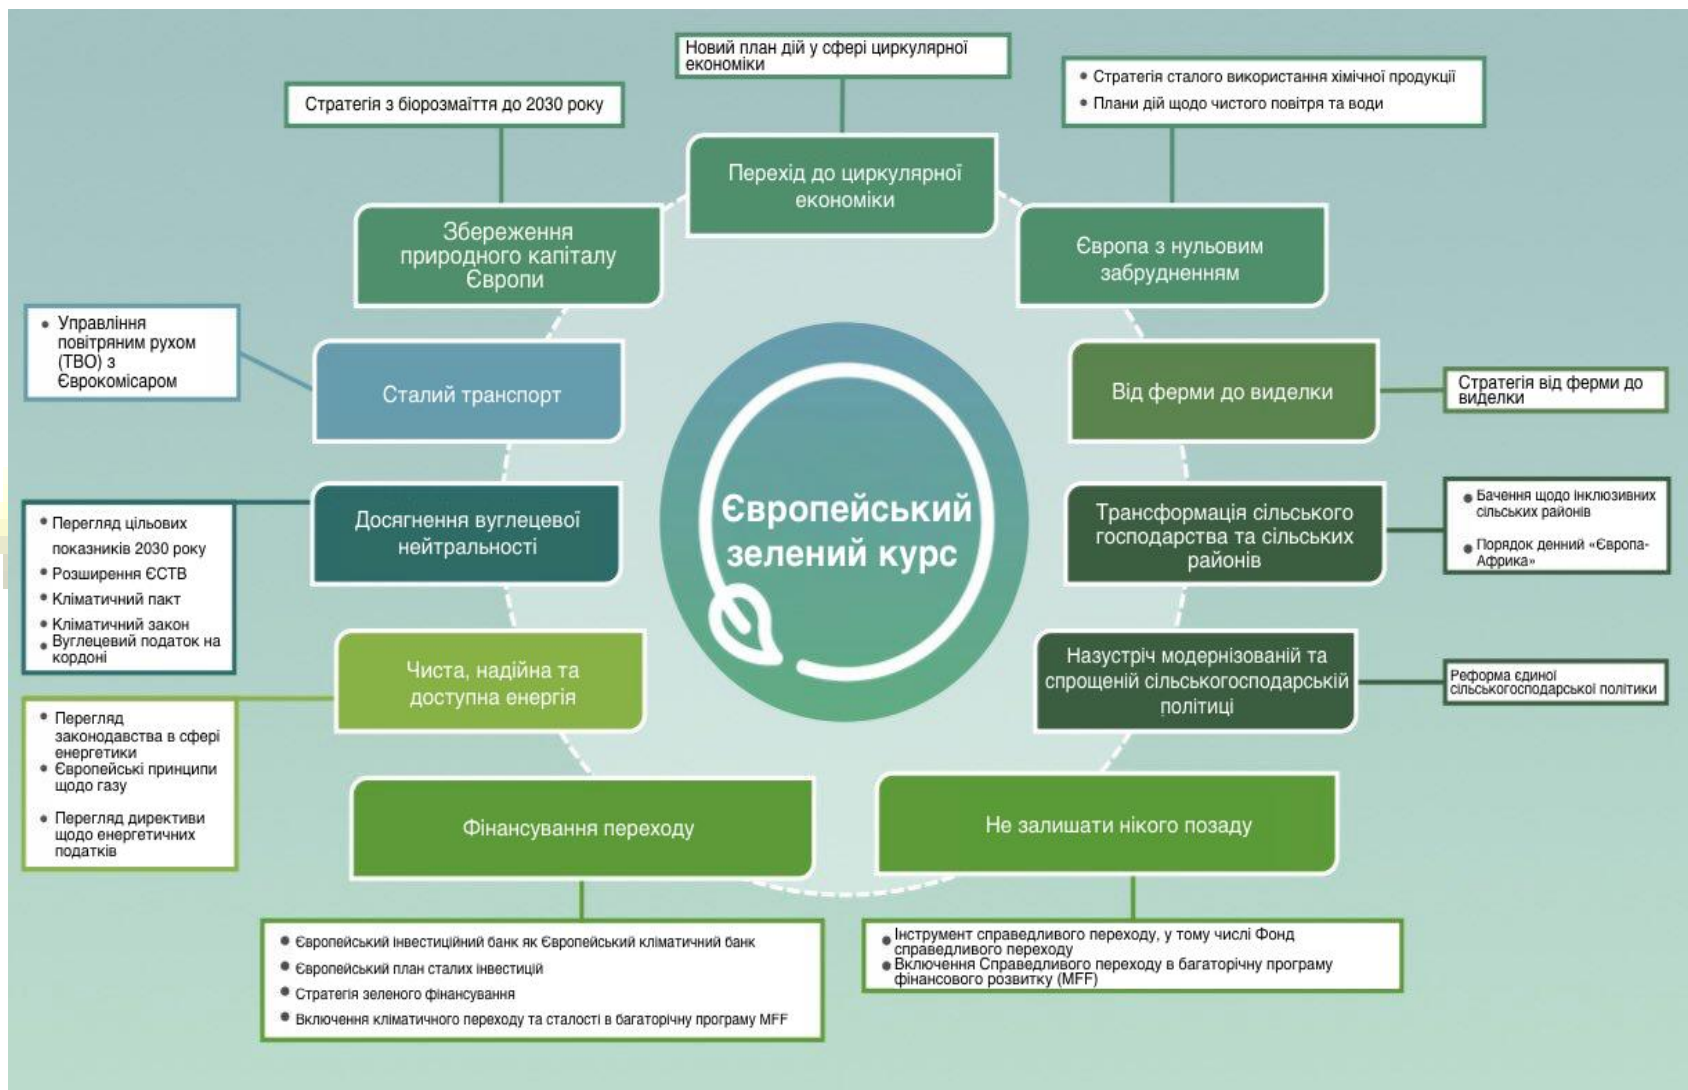 Новий план дій у сфері циркулярної
економіки
Стратегія сталого використання хімічної продукції
Плани дій щодо чистого повітря та води
Стратегія з біорозмаїття до 2030 року
Перехід до циркулярної
економіки
Збереження
природного капіталу
Європи
Європа з нульовим
забрудненням
Управління
повітряним рухом
(ТВО) з
Єврокомісаром
Сталий транспорт
Від ферми до виделки
Стратегія від ферми до
виделки
Європейський
зелений курс
Перегляд цільових
показників 2030 року
Розширення ЄСТВ
Кліматичний пакт
Кліматичний закон
Вуглецевий податок на
кордоні
Досягнення вуглецевої
нейтральності
Трансформація сільського
господарства та сільських
районів
Бачення щодо інклюзивних
сільських районів
Порядок денний «Європа-
Африка»
Чиста, надійна та
доступна енергія
Назустріч модернізованій та
спрощеній сільськогосподарській
політиці
Реформа єдиної
сільськогосподарської політики
Перегляд
законодавства в сфері
енергетики
Європейські принципи
щодо газу
Перегляд директиви
щодо енергетичних
податків
Фінансування переходу
Не залишати нікого позаду
Європейський інвестиційний банк як Європейський кліматичний банк
Європейський план сталих інвестицій
Стратегія зеленого фінансування
Включення кліматичного переходу та сталості в багаторічну програму MFF
Інструмент справедливого переходу, у тому числі Фонд
справедливого переходу
Включення Справедливого переходу в багаторічну програму
фінансового розвитку (MFF)